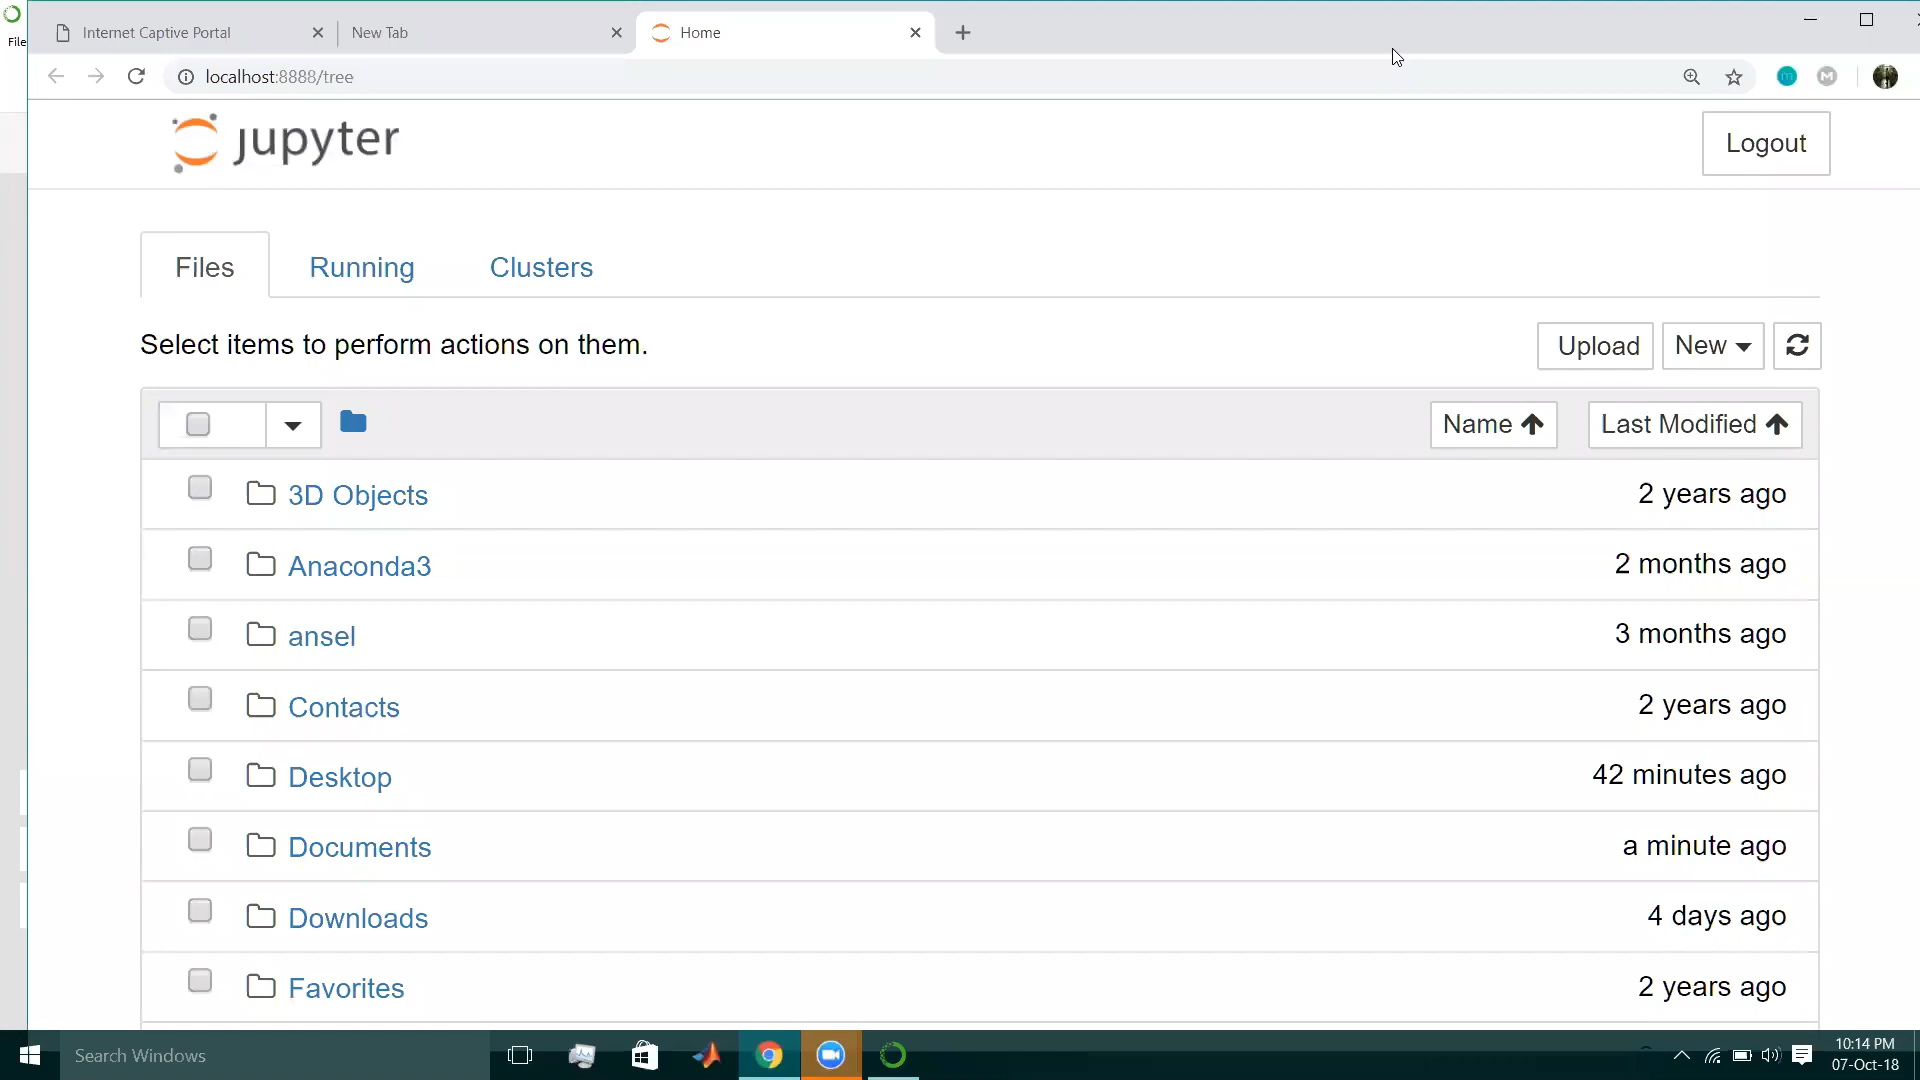 File
Internet Captive Portal
New Tab
Home
localhost:8888/tree
jupyter
Logout
Files
Running
Clusters
Select items to perform actions on them.
Upload
New
Name
Last Modified
3D Objects
2 years ago
Anaconda3
2 months ago
ansel
3 months ago
Contacts
2 years ago
Desktop
42 minutes ago
Documents
a minute ago
Downloads
4 days ago
Favorites
2 years ago
Search Windows
10:14 PM
07-Oct-18